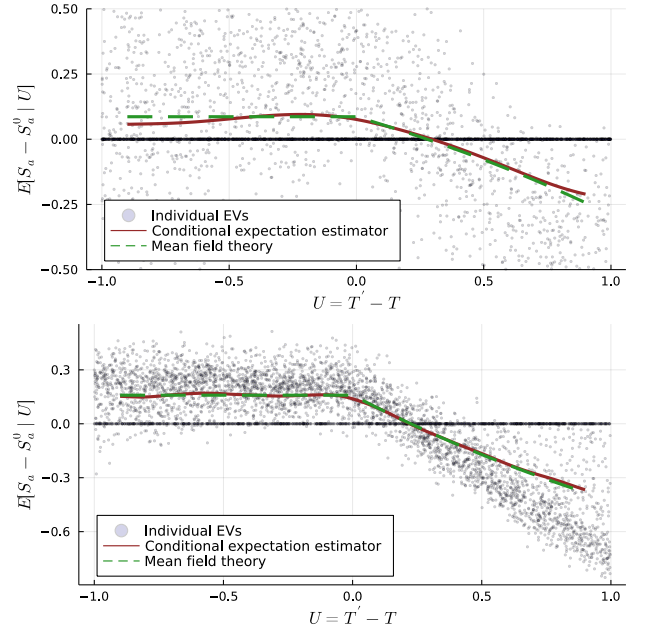 0.50
0.25
0.00
−0.25
−0.50
E[S_a − S_a^0 | U]
Individual EVs
Conditional expectation estimator
Mean field theory
−1.0 −0.5 0.0 0.5 1.0
U = T′ − T
0.3
0.0
−0.3
−0.6
E[S_a − S_a^0 | U]
Individual EVs
Conditional expectation estimator
Mean field theory
−1.0 −0.5 0.0 0.5 1.0
U = T′ − T